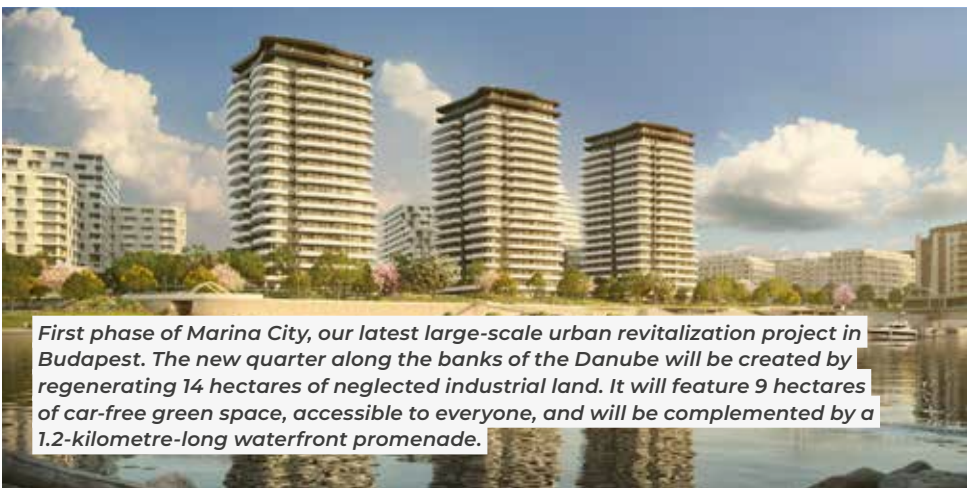 First phase of Marina City, our latest large-scale urban revitalization project in
Budapest. The new quarter along the banks of the Danube will be created by
regenerating 14 hectares of neglected industrial land. It will feature 9 hectares
of car-free green space, accessible to everyone, and will be complemented by a
1.2-kilometre-long waterfront promenade.